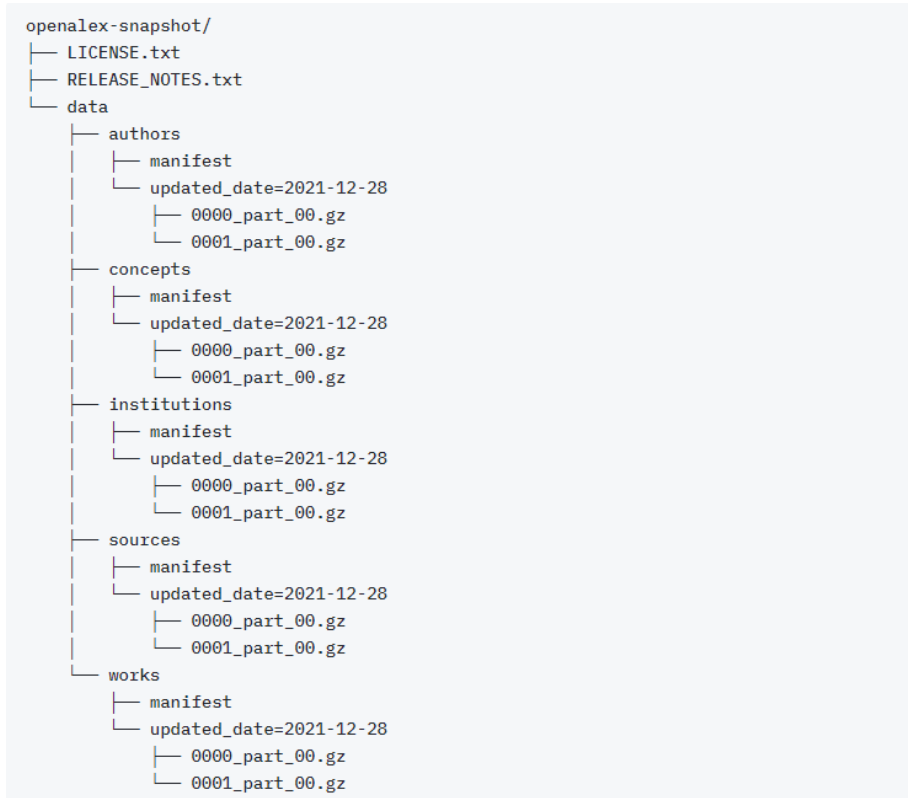 openalex-snapshot/
├── LICENSE.txt
├── RELEASE_NOTES.txt
└── data
    ├── authors
    │   ├── manifest
    │   └── updated_date=2021-12-28
    │       ├── 0000_part_00.gz
    │       └── 0001_part_00.gz
    ├── concepts
    │   ├── manifest
    │   └── updated_date=2021-12-28
    │       ├── 0000_part_00.gz
    │       └── 0001_part_00.gz
    ├── institutions
    │   ├── manifest
    │   └── updated_date=2021-12-28
    │       ├── 0000_part_00.gz
    │       └── 0001_part_00.gz
    ├── sources
    │   ├── manifest
    │   └── updated_date=2021-12-28
    │       ├── 0000_part_00.gz
    │       └── 0001_part_00.gz
    └── works
        ├── manifest
        └── updated_date=2021-12-28
            ├── 0000_part_00.gz
            └── 0001_part_00.gz